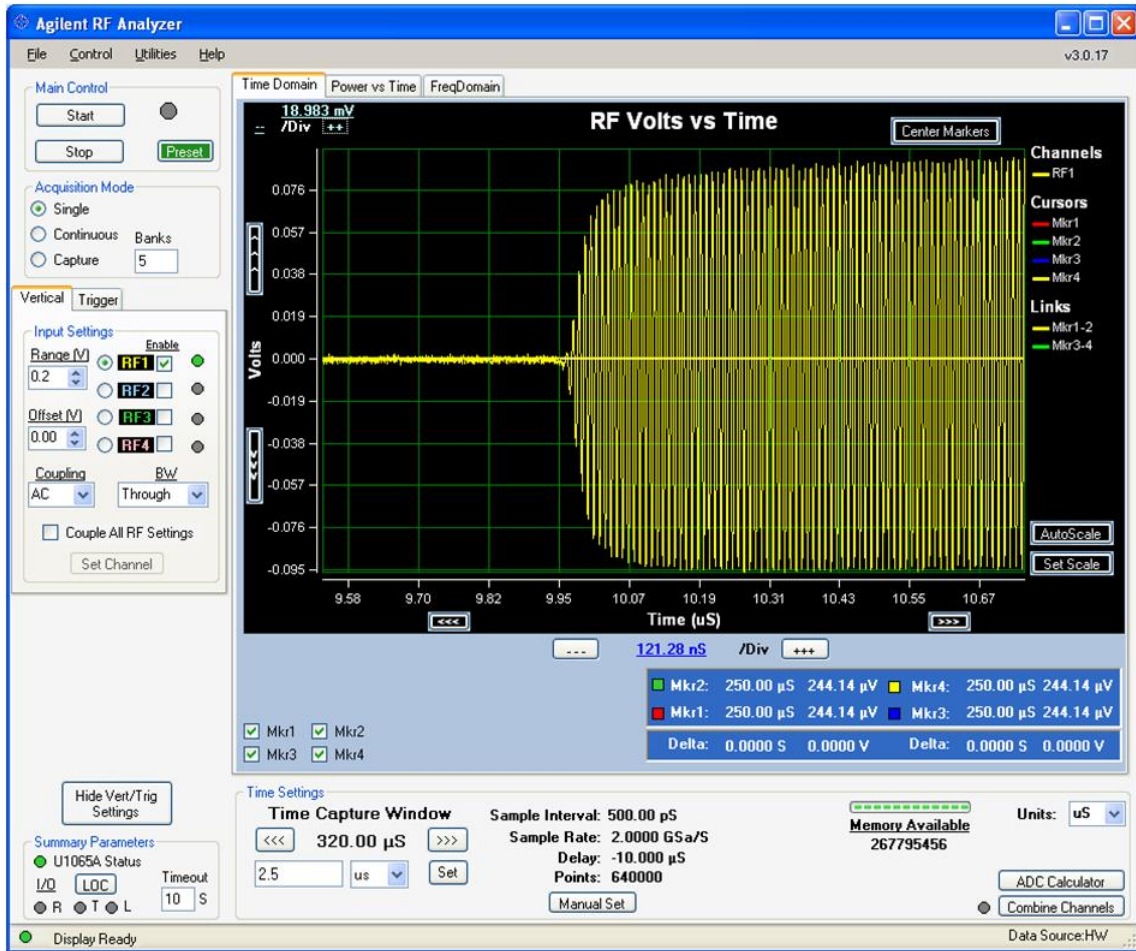 Agilent RF Analyzer
File Control Utilities Help v3.0.17
Main Control
Start
Stop Preset
Acquisition Mode
Single
Continuous Banks
Capture 5
Vertical Trigger
Input Settings
Range (V) Enable
0.2 RF1
RF2
Offset (V) RF3
0.00 RF4
Coupling BW
AC Through
Couple All RF Settings
Set Channel
Time Domain Power vs Time FreqDomain
18.983 mV
-- /Div ++
RF Volts vs Time
Center Markers
Channels
RF1
Cursors
Mkr1
Mkr2
Mkr3
Mkr4
Links
Mkr1-2
Mkr3-4
Volts
0.076
0.057
0.038
0.019
0.000
-0.019
-0.038
-0.057
-0.076
-0.095
AutoScale
Set Scale
9.58 9.70 9.82 9.95 10.07 10.19 10.31 10.43 10.55 10.67
<<< Time (uS) >>>
--- 121.28 nS /Div +++
Mkr2: 250.00 µS 244.14 µV Mkr4: 250.00 µS 244.14 µV
Mkr1: 250.00 µS 244.14 µV Mkr3: 250.00 µS 244.14 µV
Delta: 0.0000 S 0.0000 V Delta: 0.0000 S 0.0000 V
Mkr1 Mkr2
Mkr3 Mkr4
Hide Vert/Trig
Settings
Summary Parameters
U1065A Status
I/O LOC Timeout
R T L 10 S
Time Settings
Time Capture Window
<<< 320.00 µS >>>
2.5 us Set
Sample Interval: 500.00 pS
Sample Rate: 2.0000 GSa/S
Delay: -10.000 µS
Points: 640000
Manual Set
Memory Available
267795456
Units: uS
ADC Calculator
Combine Channels
Display Ready Data Source:HW